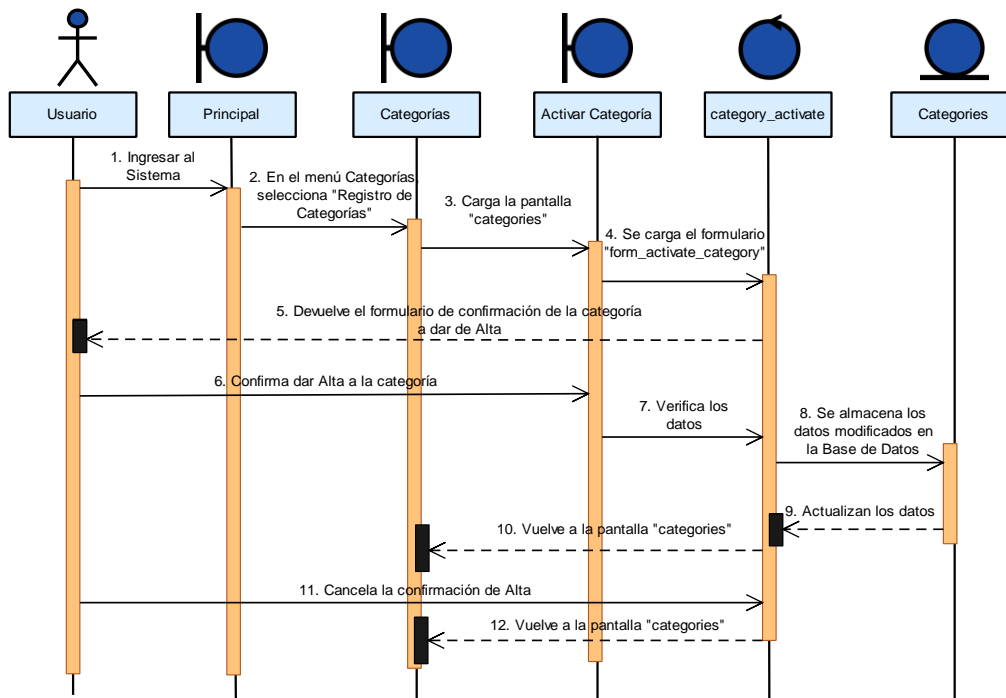 Usuario
Principal
Categorías
Activar Categoría
category_activate
Categories
1. Ingresar al
Sistema
2. En el menú Categorías,
selecciona "Registro de
Categorías"
3. Carga la pantalla
"categories"
4. Se carga el formulario
"form_activate_category"
5. Devuelve el formulario de confirmación de la categoría
a dar de Alta
6. Confirma dar Alta a la categoría
7. Verifica los
datos
8. Se almacena los
datos modificados en
la Base de Datos
9. Actualizan los datos
10. Vuelve a la pantalla "categories"
11. Cancela la confirmación de Alta
12. Vuelve a la pantalla "categories"